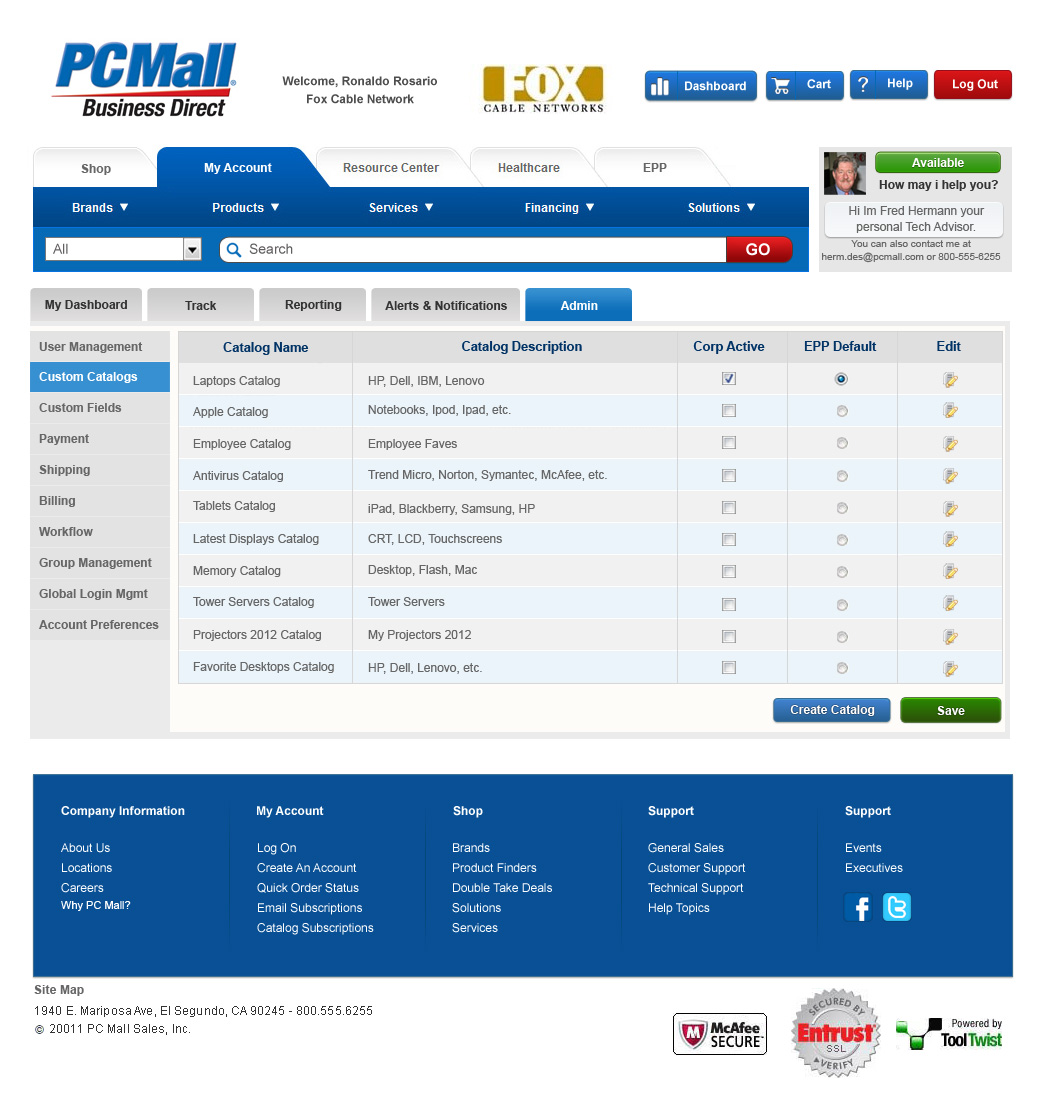 PCMall®
Business Direct
Welcome, Ronaldo Rosario
Fox Cable Network
FOX
CABLE NETWORKS
Dashboard
Cart
? Help
Log Out
Shop
My Account
Resource Center
Healthcare
EPP
Available
How may i help you?
Hi Im Fred Hermann your
personal Tech Advisor.
You can also contact me at
herm.des@pcmall.com or 800-555-6255
Brands ▼
Products ▼
Services ▼
Financing ▼
Solutions ▼
All
Search
GO
My Dashboard
Track
Reporting
Alerts & Notifications
Admin
User Management
Custom Catalogs
Custom Fields
Payment
Shipping
Billing
Workflow
Group Management
Global Login Mgmt
Account Preferences
Catalog Name Catalog Description Corp Active EPP Default Edit
Laptops Catalog HP, Dell, IBM, Lenovo
Apple Catalog Notebooks, Ipod, Ipad, etc.
Employee Catalog Employee Faves
Antivirus Catalog Trend Micro, Norton, Symantec, McAfee, etc.
Tablets Catalog iPad, Blackberry, Samsung, HP
Latest Displays Catalog CRT, LCD, Touchscreens
Memory Catalog Desktop, Flash, Mac
Tower Servers Catalog Tower Servers
Projectors 2012 Catalog My Projectors 2012
Favorite Desktops Catalog HP, Dell, Lenovo, etc.
Create Catalog
Save
Company Information
About Us
Locations
Careers
Why PC Mall?
My Account
Log On
Create An Account
Quick Order Status
Email Subscriptions
Catalog Subscriptions
Shop
Brands
Product Finders
Double Take Deals
Solutions
Services
Support
General Sales
Customer Support
Technical Support
Help Topics
Support
Events
Executives
Site Map
1940 E. Mariposa Ave, El Segundo, CA 90245 - 800.555.6255
© 20011 PC Mall Sales, Inc.
McAfee
SECURE™
SECURED BY
Entrust
SSL
VERIFY
Powered by
ToolTwist